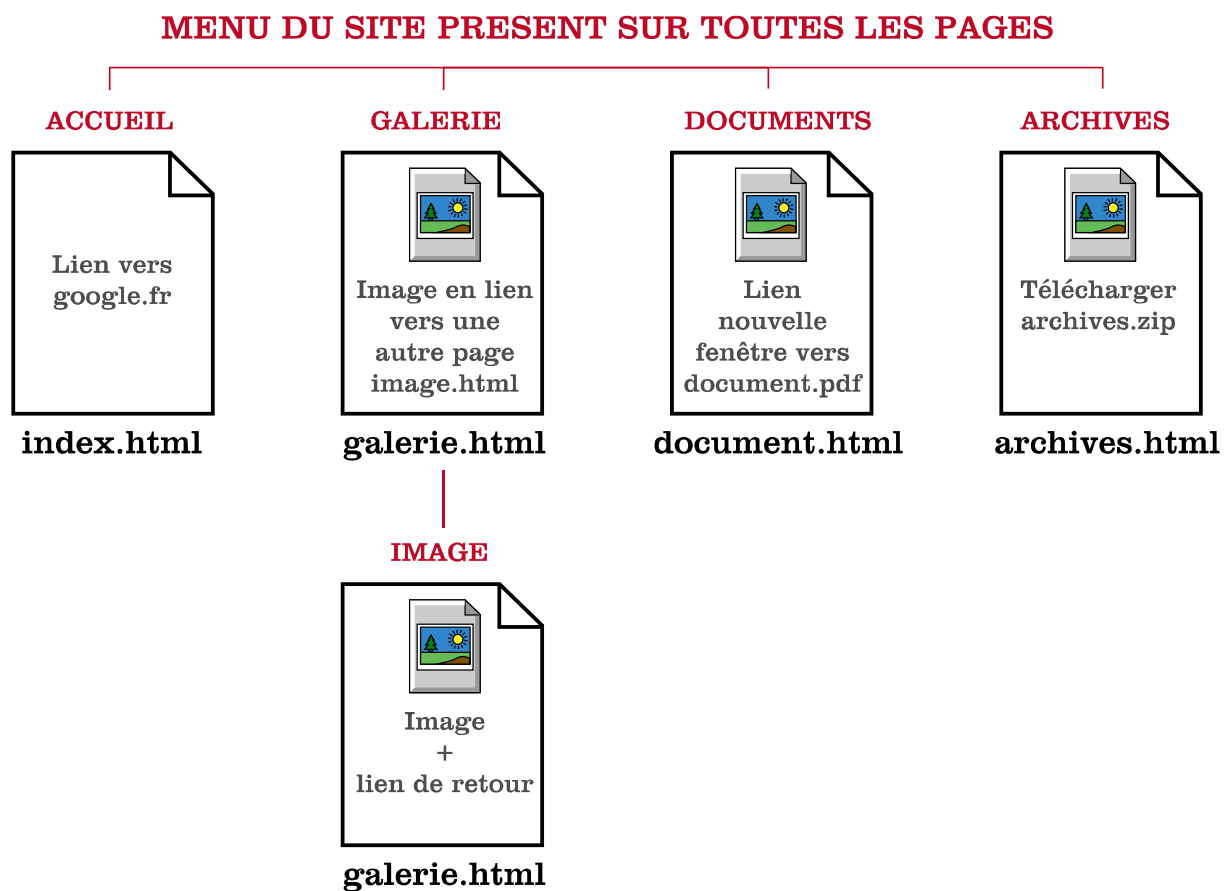 MENU DU SITE PRESENT SUR TOUTES LES PAGES
ACCUEIL
Lien vers
google.fr
index.html
GALERIE
Image en lien
vers une
autre page
image.html
galerie.html
DOCUMENTS
Lien
nouvelle
fenêtre vers
document.pdf
document.html
ARCHIVES
Télécharger
archives.zip
archives.html
IMAGE
Image
+
lien de retour
galerie.html